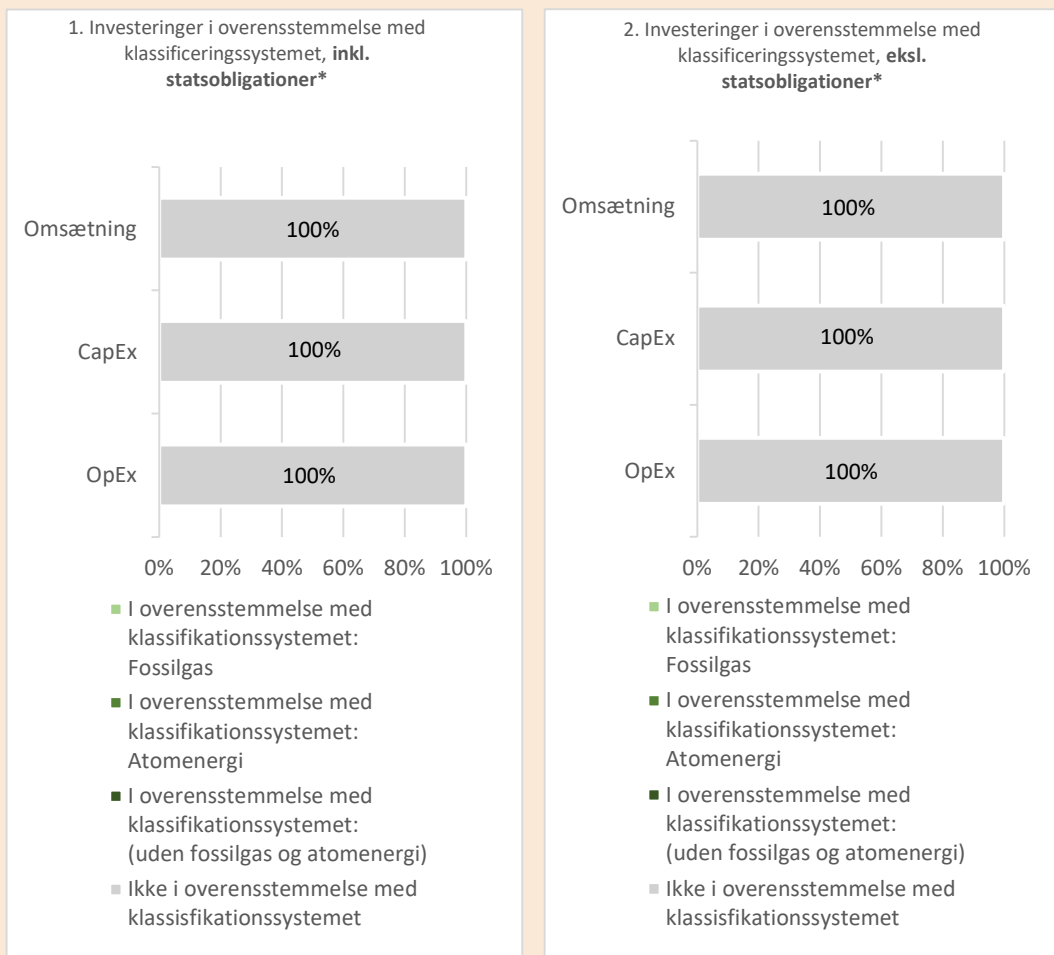 1. Investeringer i overensstemmelse med
klassificeringssystemet, inkl.
statsobligationer*
Omsætning
100%
CapEx
100%
OpEx
100%
0% 20% 40% 60% 80% 100%
I overensstemmelse med
klassifikationssystemet:
Fossilgas
I overensstemmelse med
klassifikationssystemet:
Atomenergi
I overensstemmelse med
klassifikationssystemet:
(uden fossilgas og atomenergi)
Ikke i overensstemmelse med
klassisfikationssystemet
2. Investeringer i overensstemmelse med
klassificeringssystemet, eksl.
statsobligationer*
Omsætning
100%
CapEx
100%
OpEx
100%
0% 20% 40% 60% 80% 100%
I overensstemmelse med
klassifikationssystemet:
Fossilgas
I overensstemmelse med
klassifikationssystemet:
Atomenergi
I overensstemmelse med
klassifikationssystemet:
(uden fossilgas og atomenergi)
Ikke i overensstemmelse med
klassisfikationssystemet